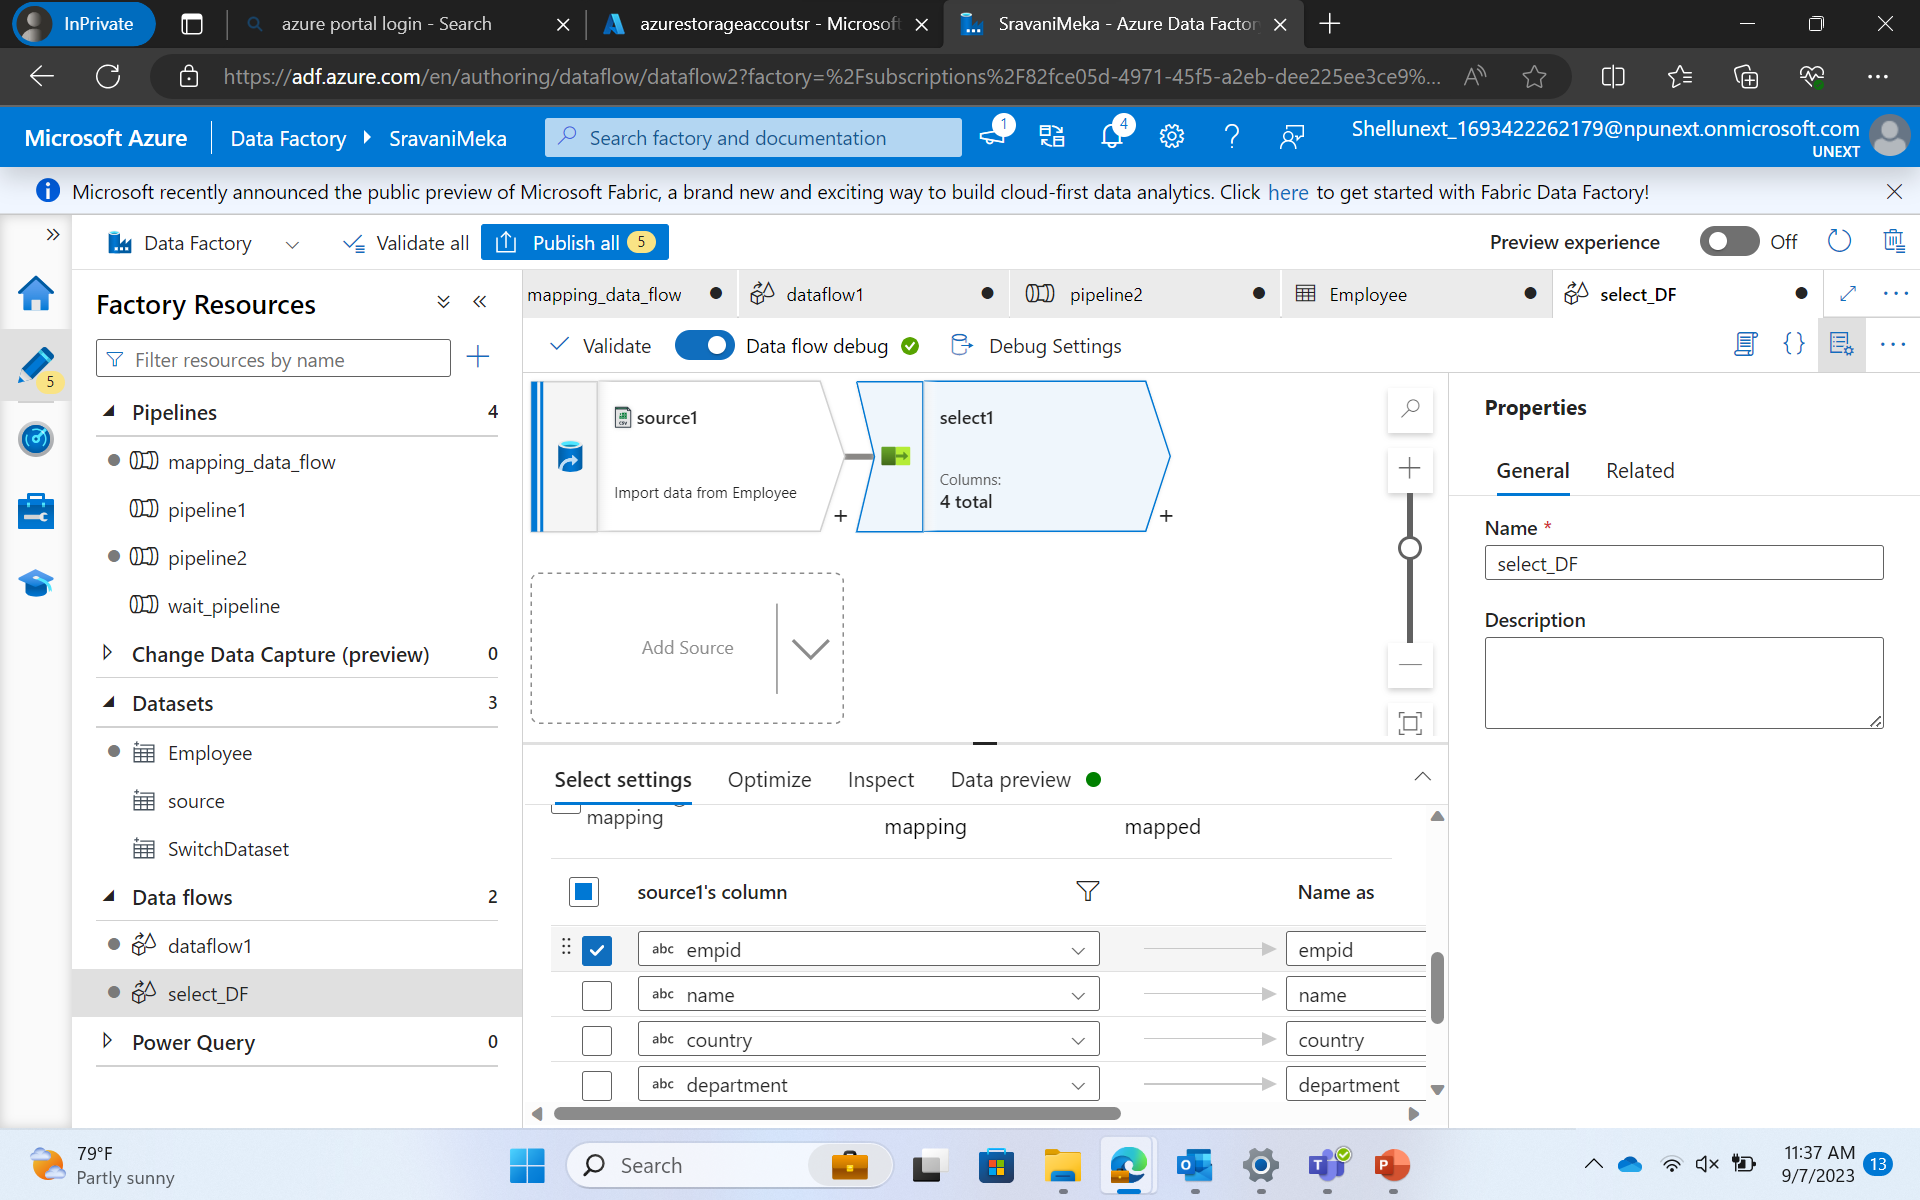 InPrivate
azure portal login - Search
azurestorageaccoutsr - Microsoft
SravaniMeka - Azure Data Factor
https://adf.azure.com/en/authoring/dataflow/dataflow2?factory=%2Fsubscriptions%2F82fce05d-4971-45f5-a2eb-dee225ee3ce9%...
Microsoft Azure
Data Factory
SravaniMeka
Search factory and documentation
1
4
Shellunext_1693422262179@npunext.onmicrosoft.com
UNEXT
Microsoft recently announced the public preview of Microsoft Fabric, a brand new and exciting way to build cloud-first data analytics. Click here to get started with Fabric Data Factory!
Data Factory
Validate all
Publish all 5
Preview experience
Off
Factory Resources
Filter resources by name
5
Pipelines 4
mapping_data_flow
pipeline1
pipeline2
wait_pipeline
Change Data Capture (preview) 0
Datasets 3
Employee
source
SwitchDataset
Data flows 2
dataflow1
select_DF
Power Query 0
mapping_data_flow
dataflow1
pipeline2
Employee
select_DF
Validate
Data flow debug
Debug Settings
source1
Import data from Employee
select1
Columns:
4 total
Add Source
Select settings
Optimize
Inspect
Data preview
mapping
mapping
mapped
source1's column
Name as
abc empid
empid
abc name
name
abc country
country
abc department
department
Properties
General
Related
Name *
select_DF
Description
79°F
Partly sunny
Search
11:37 AM
9/7/2023
13